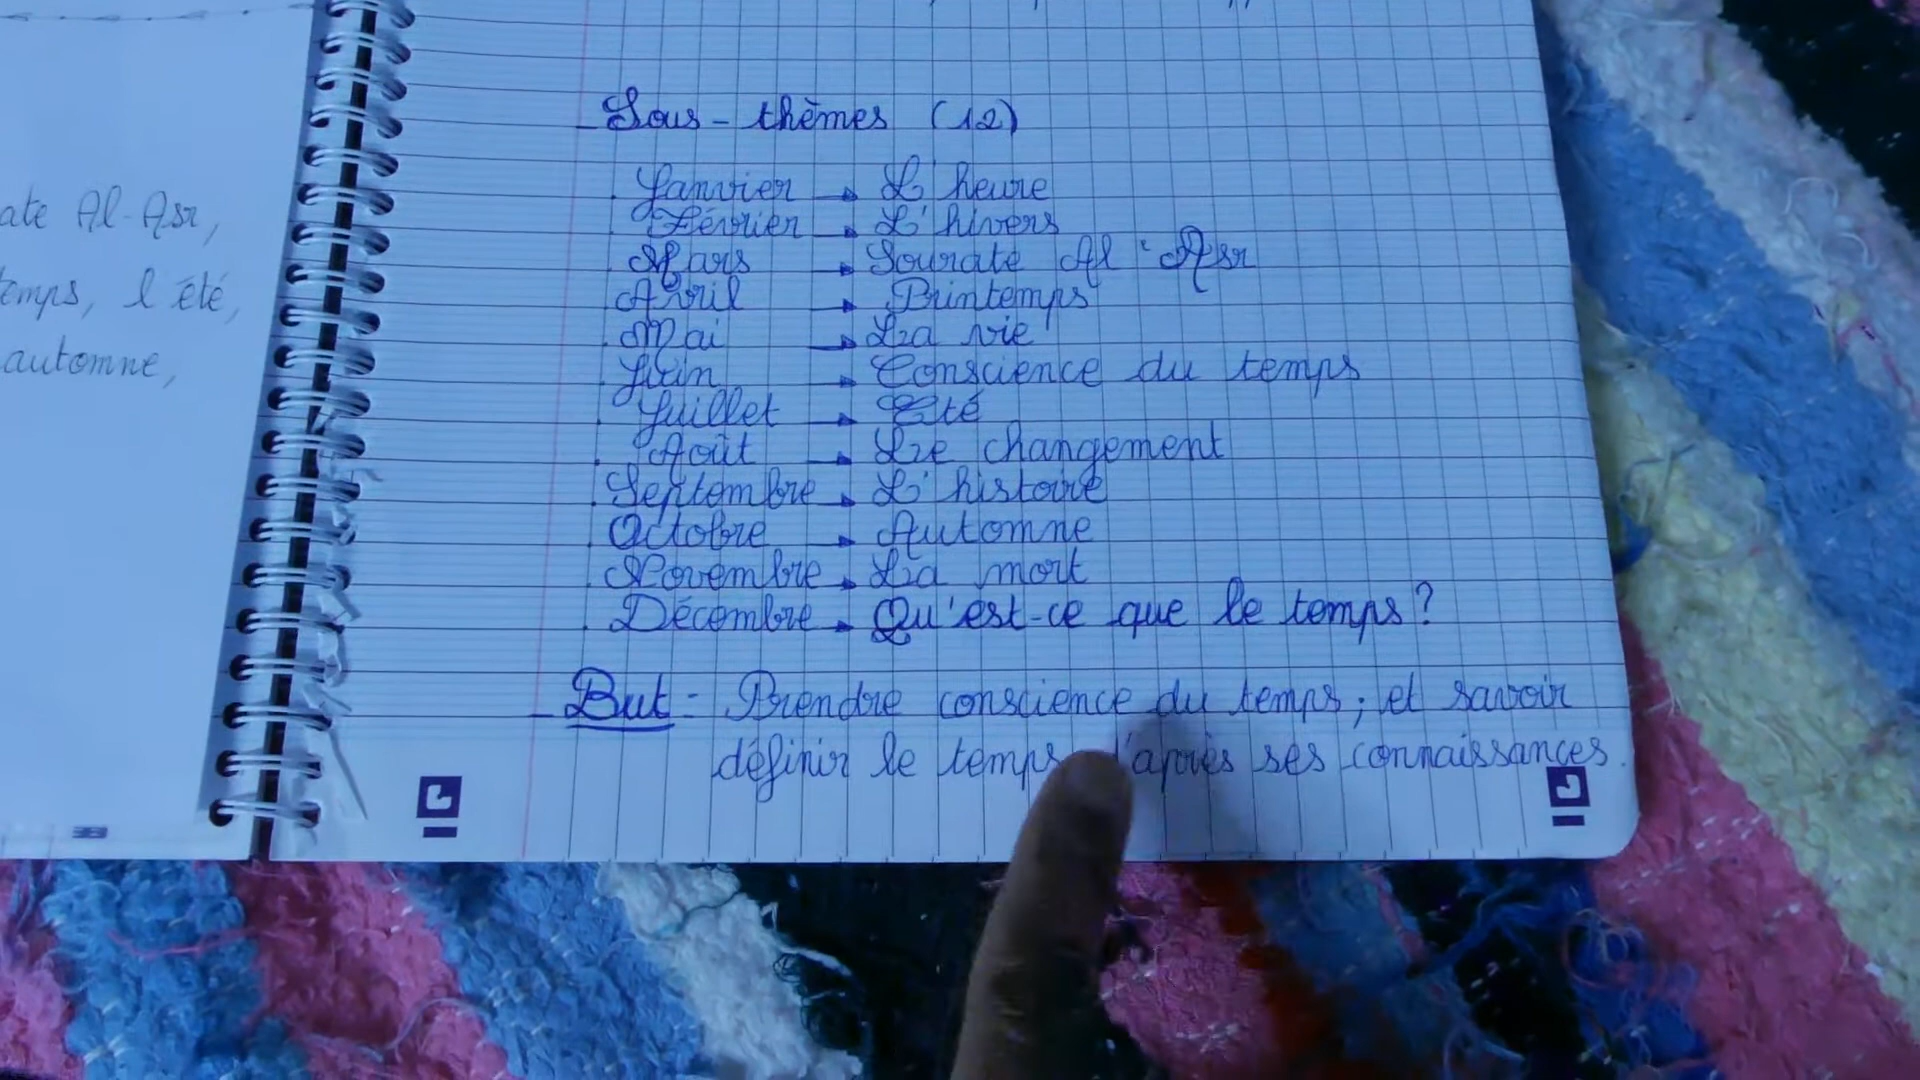 ate Al-Asr,
emps, l'été,
automne,
- Sous-thèmes (12)
. Janvier → L'heure
. Février → L'hivers
. Mars → Sourate Al 'Asr
. Avril → Printemps
. Mai → La vie
. Juin → Conscience du temps
. Juillet → Eté
. Août → Le changement
. Septembre → L'histoire
. Octobre → Automne
. Novembre → La mort
. Décembre → Qu'est-ce que le temps ?
- But - Prendre conscience du temps ; et savoir
définir le temps d'après ses connaissances.